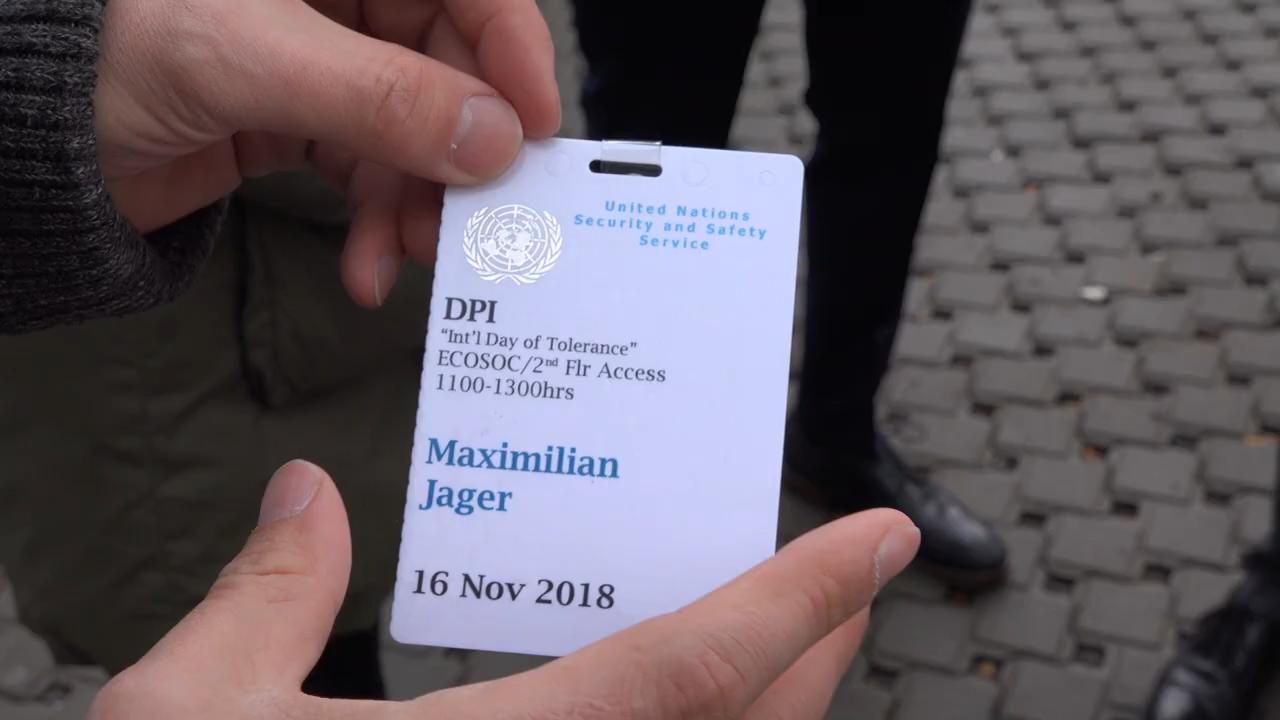 United Nations
Security and Safety
Service
DPI
“Int'l Day of Tolerance”
ECOSOC/2nd Flr Access
1100-1300hrs
Maximilian
Jager
16 Nov 2018